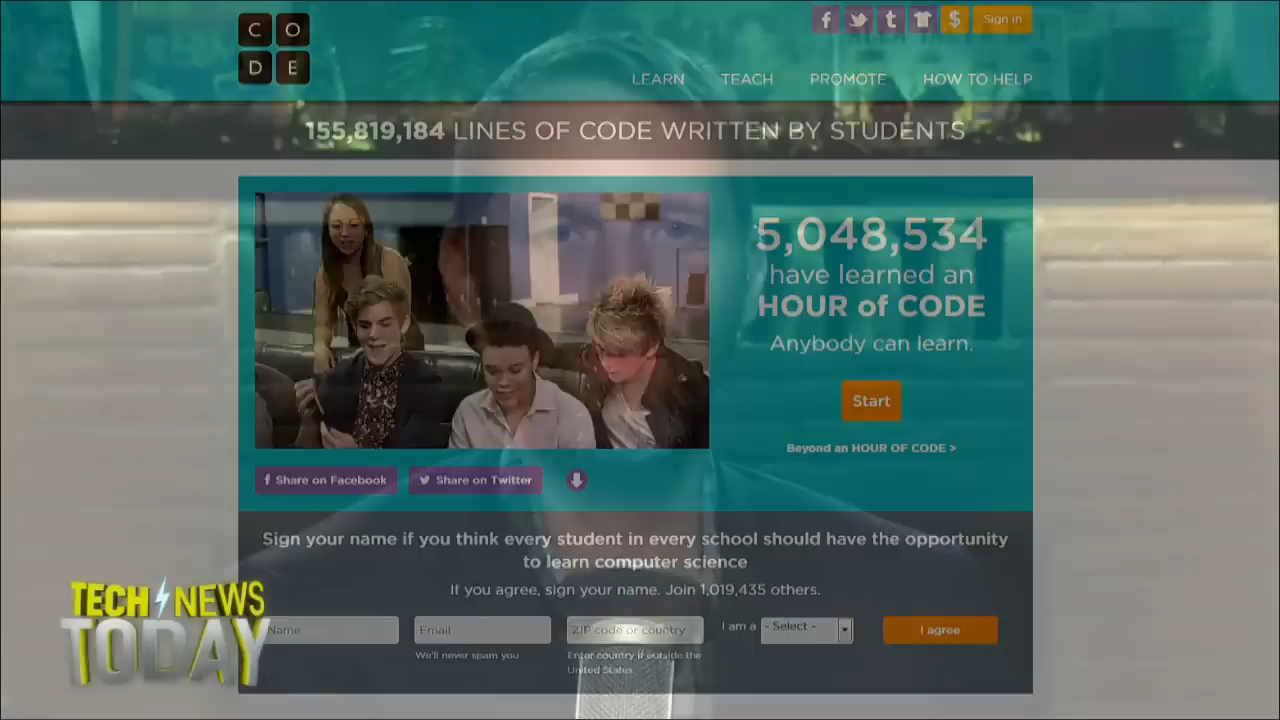 C O
D E
f t $ Sign in
LEARN TEACH PROMOTE HOW TO HELP
155,819,184 LINES OF CODE WRITTEN BY STUDENTS
5,048,534
have learned an
HOUR of CODE
Anybody can learn.
Start
Beyond an HOUR OF CODE >
f Share on Facebook Share on Twitter
Sign your name if you think every student in every school should have the opportunity
to learn computer science
If you agree, sign your name. Join 1,019,435 others.
Name Email ZIP code or country I am a - Select - I agree
We'll never spam you Enter country if outside the
United States
TECH NEWS
TODAY